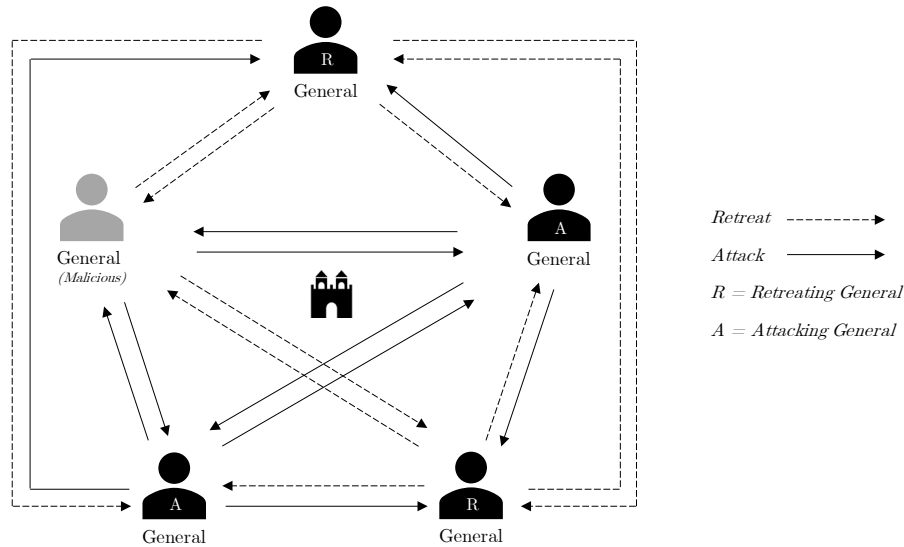 R
General
General
(Malicious)
A
General
Retreat
Attack
R = Retreating General
A = Attacking General
A
General
R
General